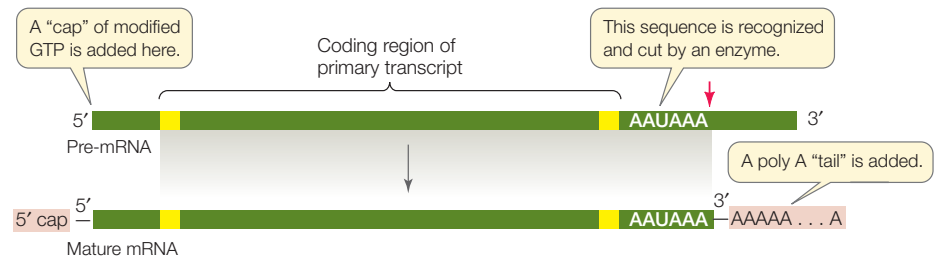 A “cap” of modified
GTP is added here.
Coding region of
primary transcript
This sequence is recognized
and cut by an enzyme.
5′ AAUAAA 3′
Pre-mRNA
A poly A “tail” is added.
5′ cap 5′ AAUAAA 3′ AAAAA . . . A
Mature mRNA